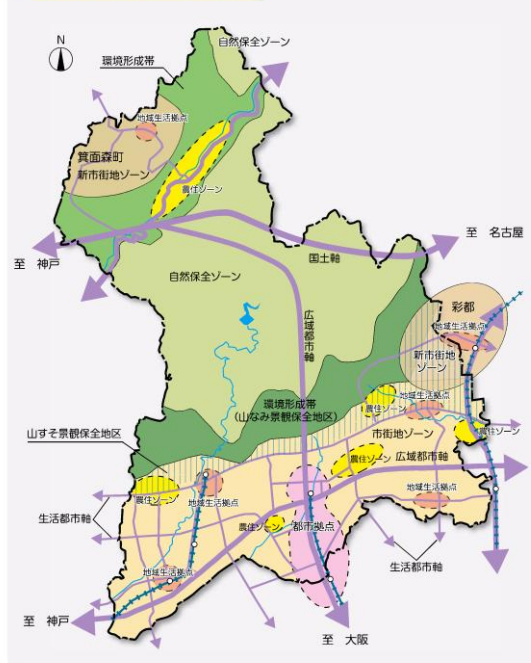 自然保全ゾーン
N
環境形成帯
地域生活拠点
箕面森町
新市街地ゾーン
農住ゾーン
至 名古屋
至 神戸
国土軸
自然保全ゾーン
彩都
地域生活拠点
広域都市軸
新市街地
ゾーン
環境形成帯
(山なみ景観保全地区)
地域生活拠点
農住ゾーン
山すそ景観保全地区
市街地ゾーン
農住ゾーン
農住ゾーン
広域都市軸
農住ゾーン
地域生活拠点
地域生活拠点
生活都市軸
農住ゾーン
都市拠点
地域生活拠点
生活都市軸
至 神戸
至 大阪